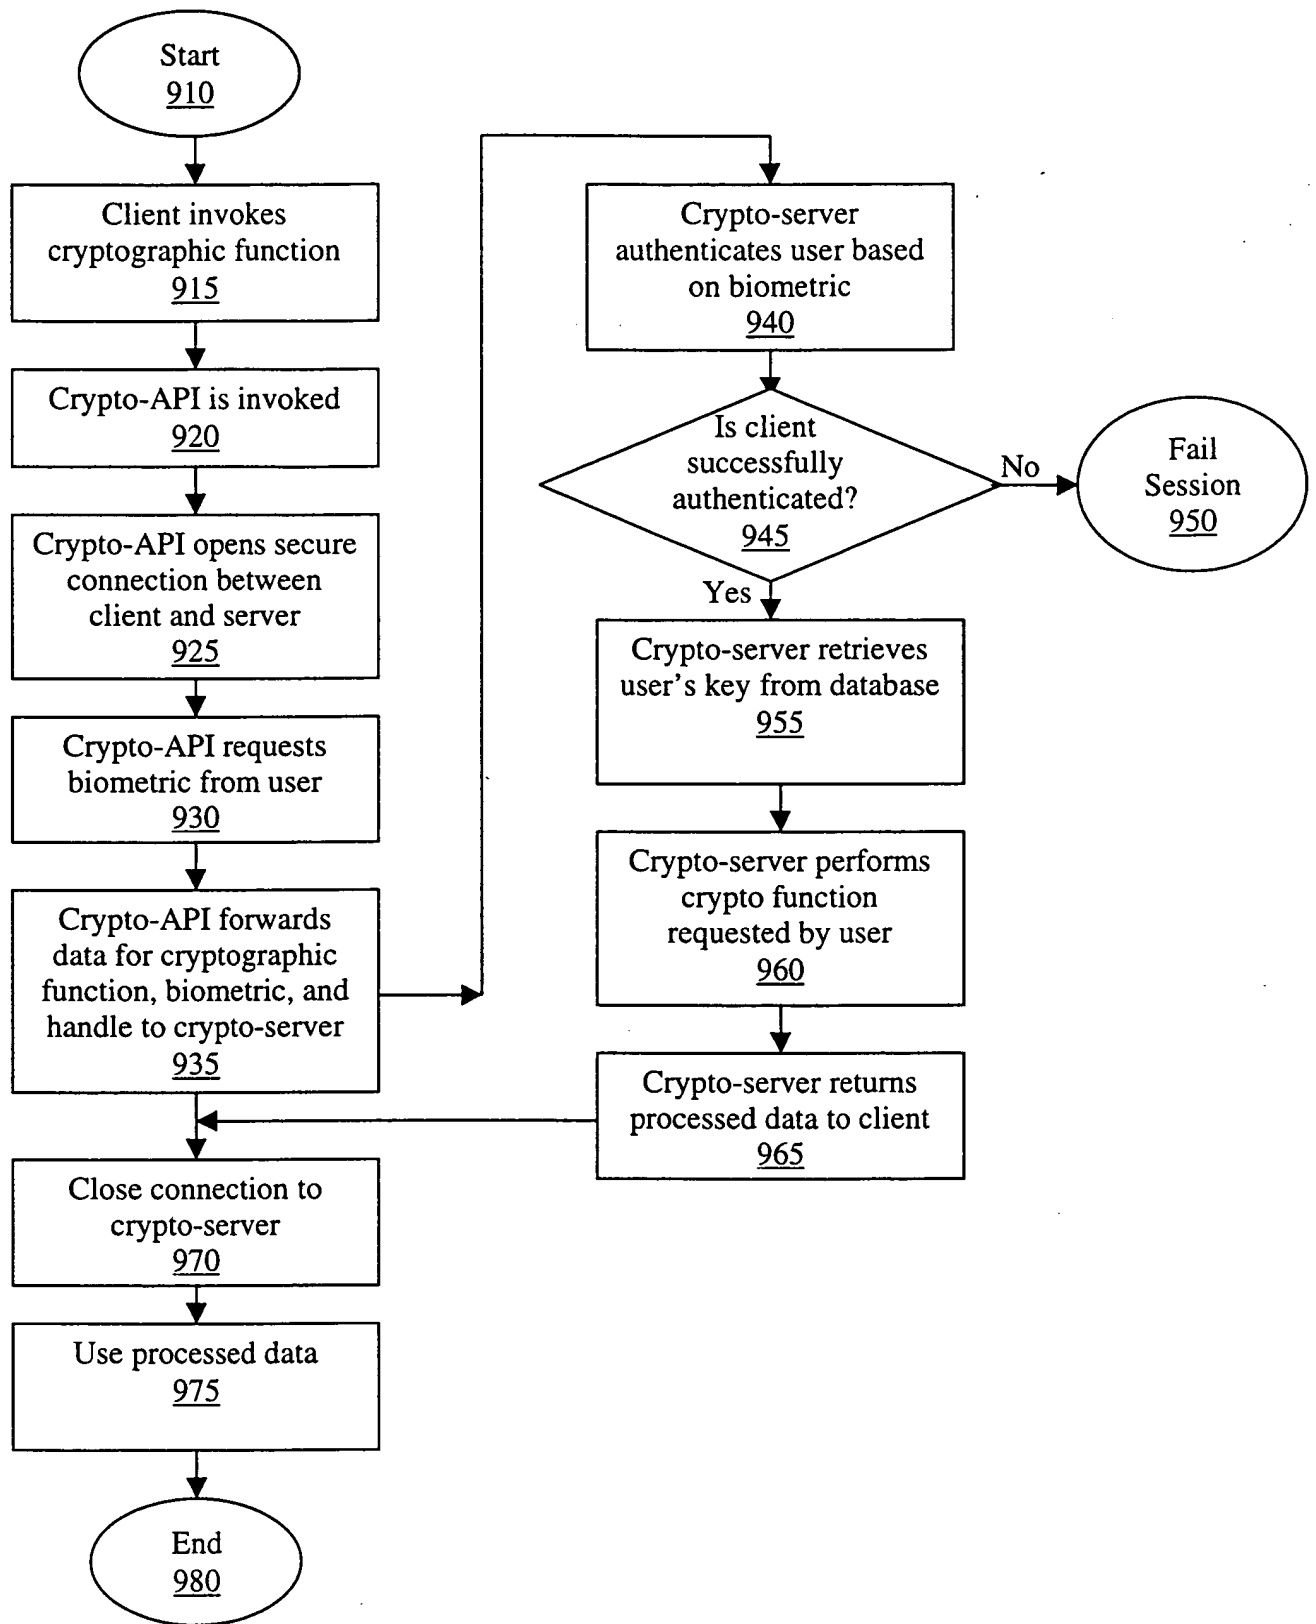 Start
910
Client invokes
cryptographic function
915
Crypto-API is invoked
920
Crypto-API opens secure
connection between
client and server
925
Crypto-API requests
biometric from user
930
Crypto-API forwards
data for cryptographic
function, biometric, and
handle to crypto-server
935
Crypto-server
authenticates user based
on biometric
940
Is client
successfully
authenticated?
945
No
Fail
Session
950
Yes
Crypto-server retrieves
user's key from database
955
Crypto-server performs
crypto function
requested by user
960
Crypto-server returns
processed data to client
965
Close connection to
crypto-server
970
Use processed data
975
End
980